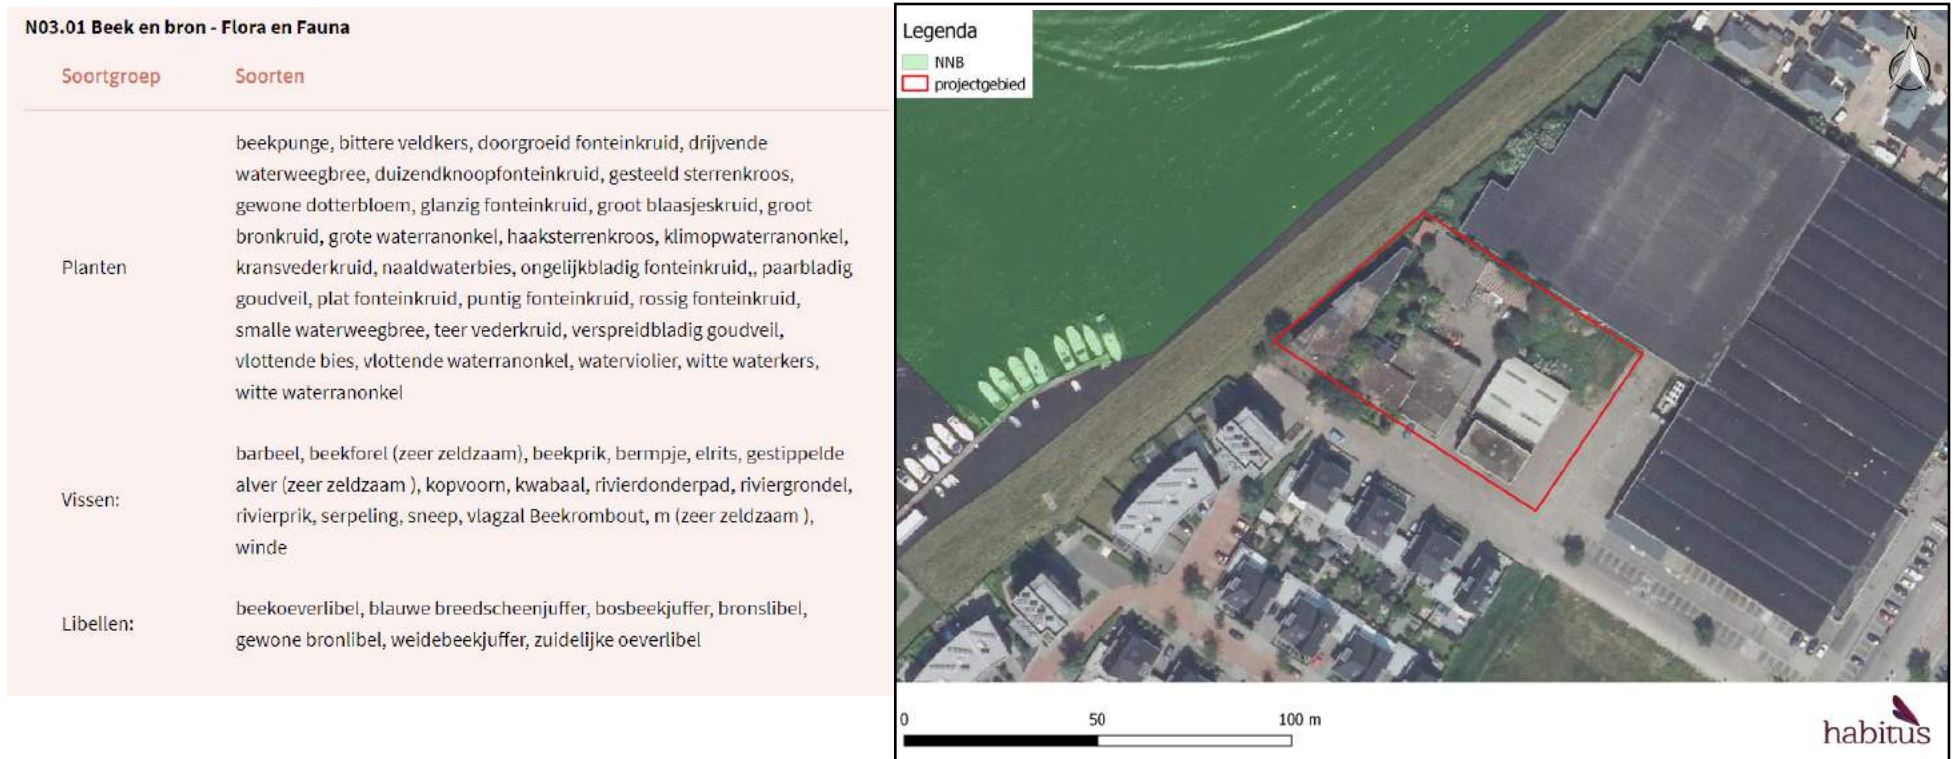 N03.01 Beek en bron - Flora en Fauna
Soortgroep Soorten
Planten
beekpunge, bittere veldkers, doorgroeid fonteinkruid, drijvende
waterweegbree, duizendknoopfonteinkruid, gesteeld sterrenkroos,
gewone dotterbloem, glanzig fonteinkruid, groot blaasjeskruid, groot
bronkruid, grote waterranonkel, haaksterrenkroos, klimopwaterranonkel,
kransvederkruid, naaldwaterbies, ongelijkbladig fonteinkruid,, paarbladig
goudveil, plat fonteinkruid, puntig fonteinkruid, rossig fonteinkruid,
smalle waterweegbree, teer vederkruid, verspreidbladig goudveil,
vlottende bies, vlottende waterranonkel, waterviolier, witte waterkers,
witte waterranonkel
Vissen:
barbeel, beekforel (zeer zeldzaam), beekprik, bermpje, elrits, gestippelde
alver (zeer zeldzaam ), kopvoorn, kwabaal, rivierdonderpad, riviergrondel,
rivierprik, serpeling, sneep, vlagzal Beekrombout, m (zeer zeldzaam ),
winde
Libellen:
beekoeverlibel, blauwe breedscheenjuffer, bosbeekjuffer, bronslibel,
gewone bronlibel, weidebeekjuffer, zuidelijke oeverlibel
Legenda
NNB
projectgebied
N
0 50 100 m
habitus